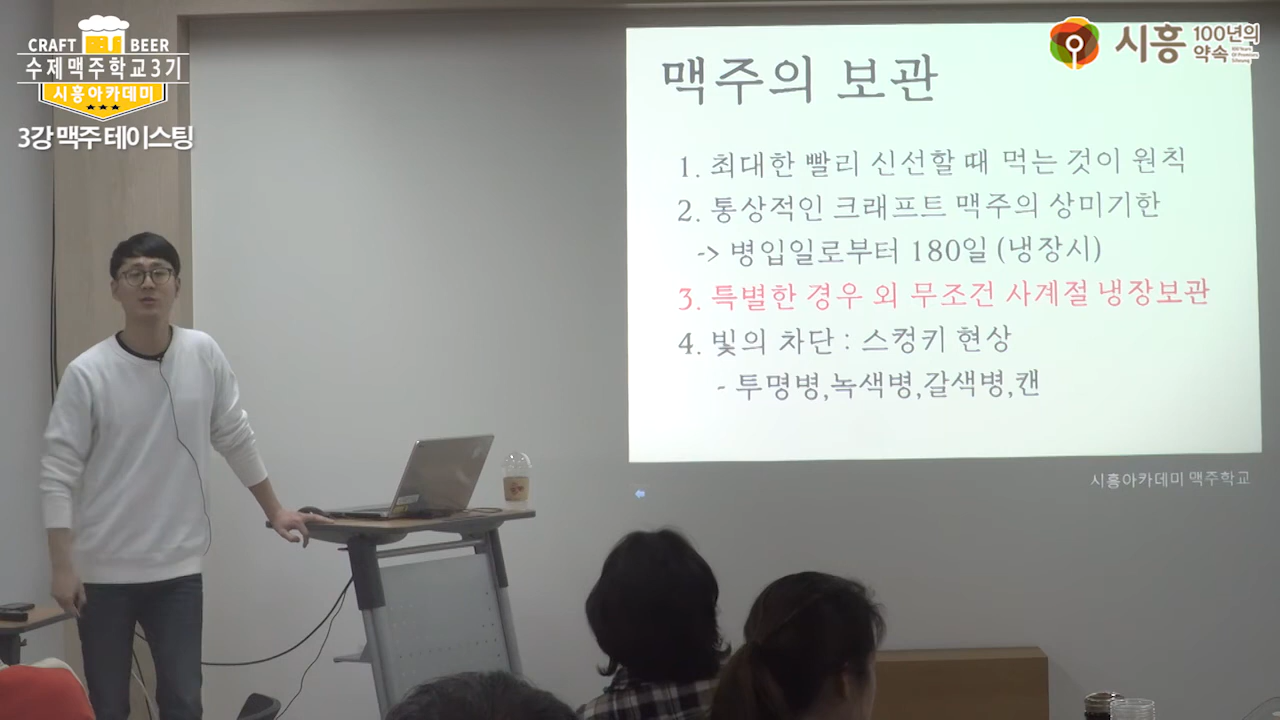 CRAFT BEER
수제맥주학교3기
시흥아카데미
3강 맥주 테이스팅
시흥 100년의 약속
맥주의 보관
1. 최대한 빨리 신선할 때 먹는 것이 원칙
2. 통상적인 크래프트 맥주의 상미기한
-> 병입일로부터 180일 (냉장시)
3. 특별한 경우 외 무조건 사계절 냉장보관
4. 빛의 차단 : 스컹키 현상
- 투명병,녹색병,갈색병,캔
시흥아카데미 맥주학교